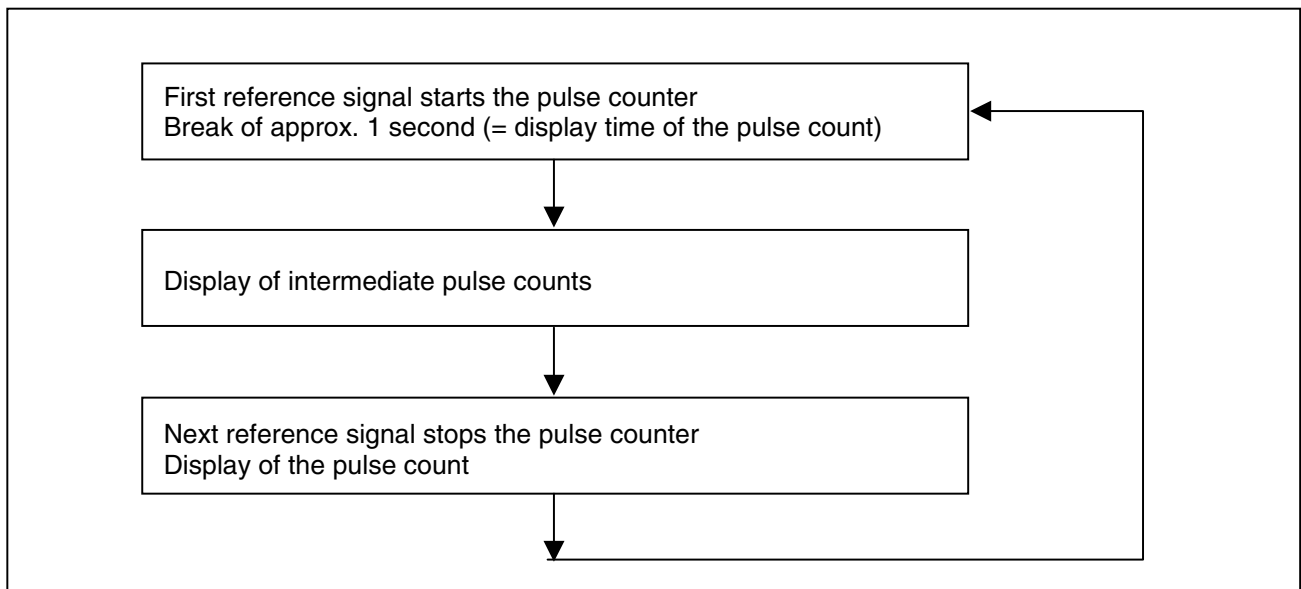 First reference signal starts the pulse counter
Break of approx. 1 second (= display time of the pulse count)
Display of intermediate pulse counts
Next reference signal stops the pulse counter
Display of the pulse count